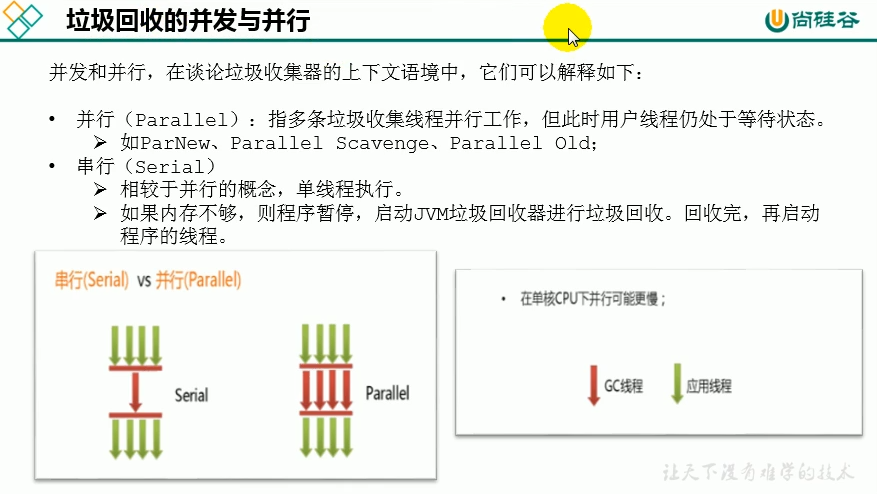 垃圾回收的并发与并行
尚硅谷
并发和并行，在谈论垃圾收集器的上下文语境中，它们可以解释如下：
• 并行（Parallel）：指多条垃圾收集线程并行工作，但此时用户线程仍处于等待状态。
➢ 如ParNew、Parallel Scavenge、Parallel Old；
• 串行（Serial）
➢ 相较于并行的概念，单线程执行。
➢ 如果内存不够，则程序暂停，启动JVM垃圾回收器进行垃圾回收。回收完，再启动
程序的线程。
串行(Serial) vs 并行(Parallel)
Serial
Parallel
• 在单核CPU下并行可能更慢；
GC线程
应用线程
让天下没有难学的技术